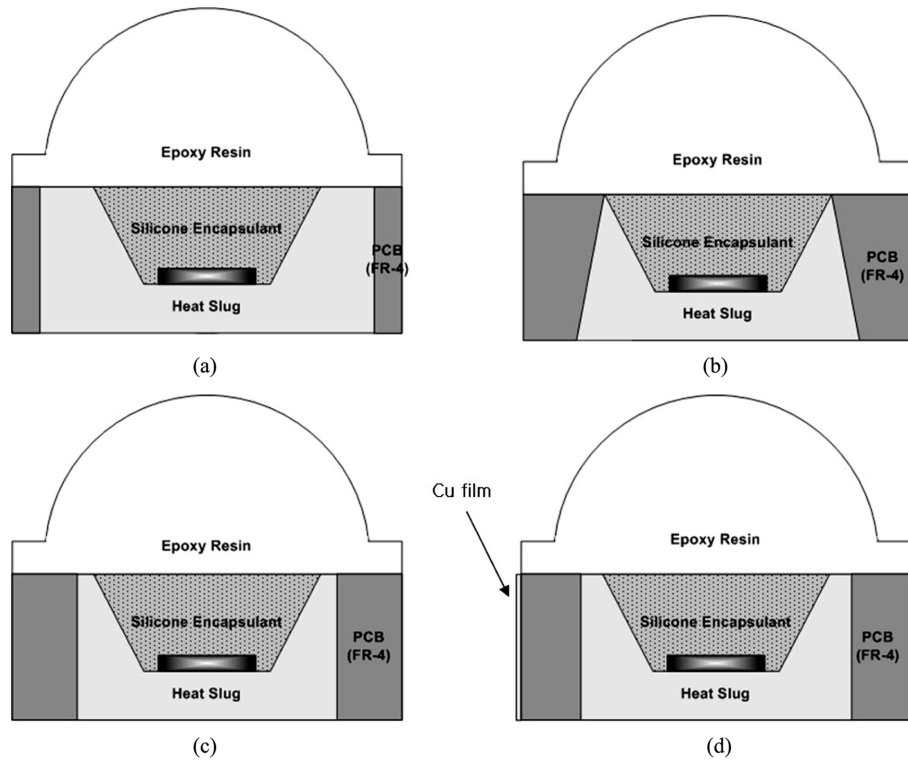 Epoxy Resin
Silicone Encapsulant
PCB
(FR-4)
Heat Slug
(a)
Epoxy Resin
Silicone Encapsulant
PCB
(FR-4)
Heat Slug
(b)
Epoxy Resin
Silicone Encapsulant
PCB
(FR-4)
Heat Slug
(c)
Cu film
Epoxy Resin
Silicone Encapsulant
PCB
(FR-4)
Heat Slug
(d)